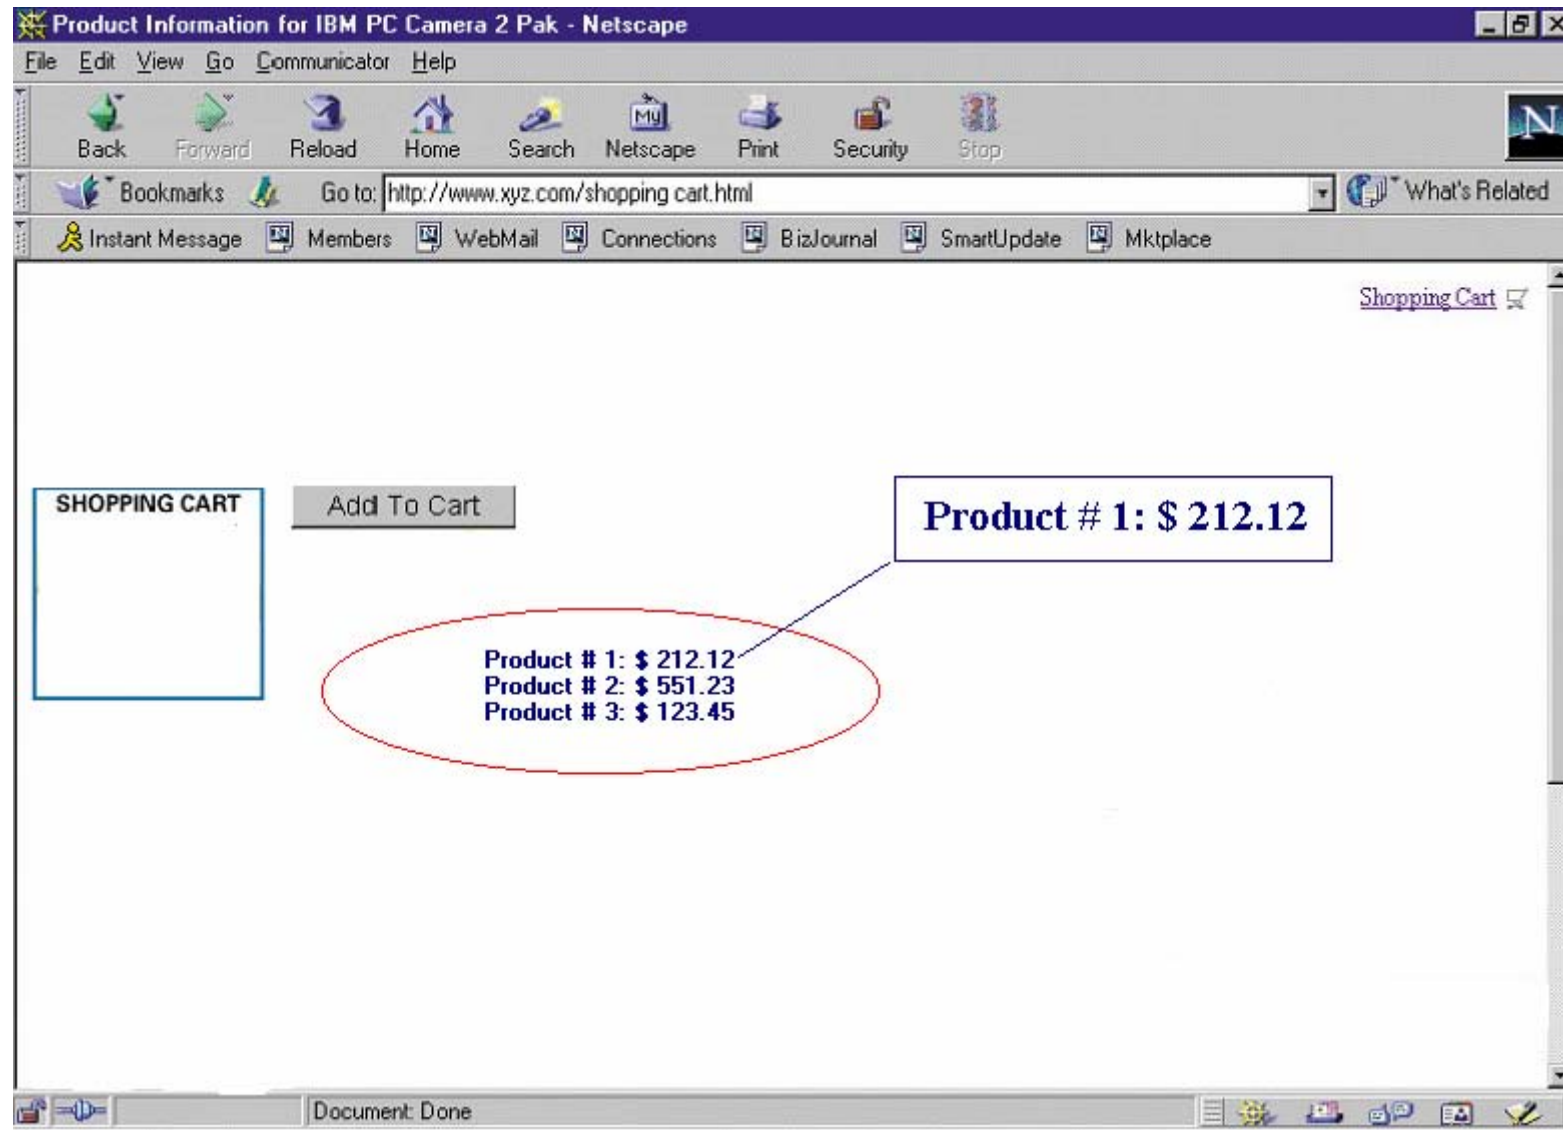 Product Information for IBM PC Camera 2 Pak - Netscape
File Edit View Go Communicator Help
Back Forward Reload Home Search Netscape Print Security Stop
My
N
Bookmarks Go to: http://www.xyz.com/shopping cart.html What's Related
Instant Message Members WebMail Connections BizJournal SmartUpdate Mktplace
Shopping Cart
SHOPPING CART
Add To Cart
Product # 1: $ 212.12
Product # 1: $ 212.12
Product # 2: $ 551.23
Product # 3: $ 123.45
Document: Done